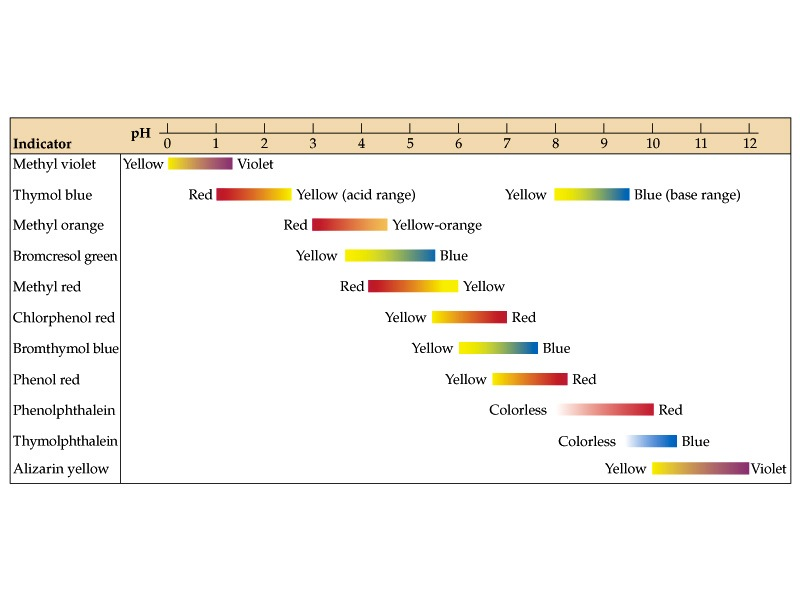 pH
Indicator 0 1 2 3 4 5 6 7 8 9 10 11 12
Methyl violet Yellow Violet
Thymol blue Red Yellow (acid range) Yellow Blue (base range)
Methyl orange Red Yellow-orange
Bromcresol green Yellow Blue
Methyl red Red Yellow
Chlorphenol red Yellow Red
Bromthymol blue Yellow Blue
Phenol red Yellow Red
Phenolphthalein Colorless Red
Thymolphthalein Colorless Blue
Alizarin yellow Yellow Violet